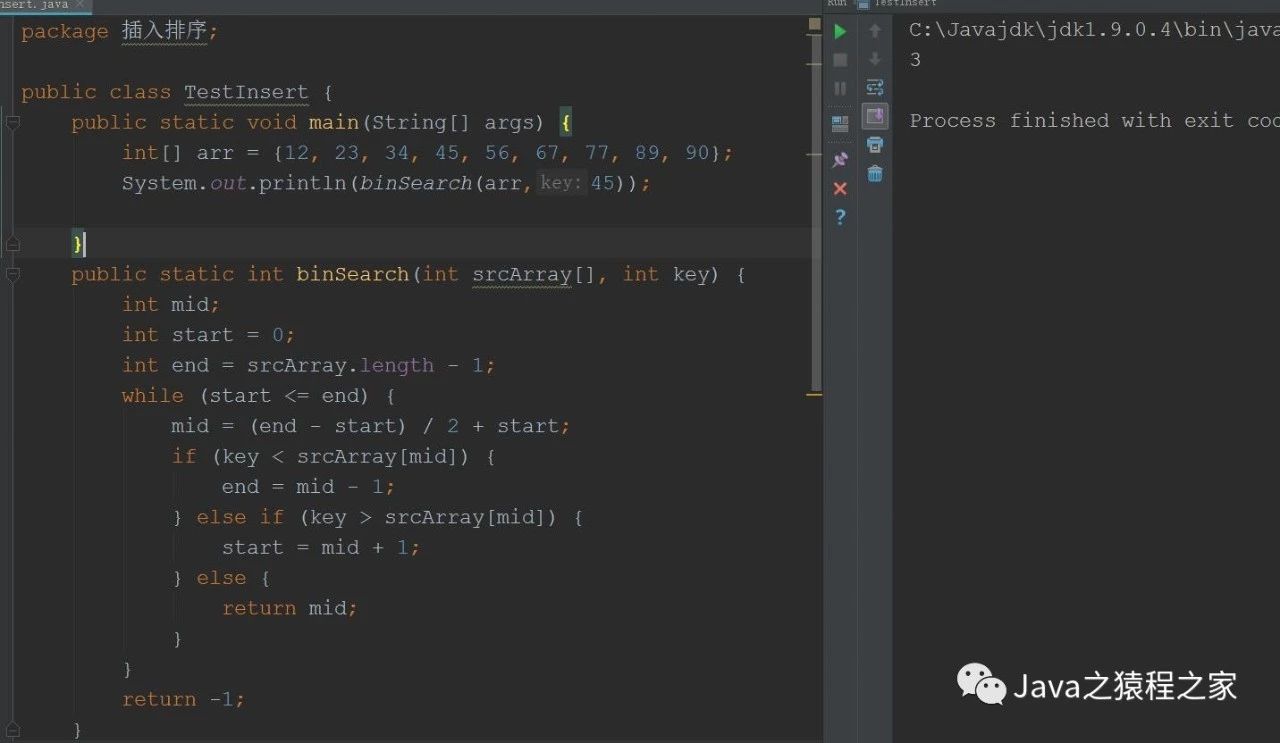 nsert.java
package 插入排序;
public class TestInsert {
public static void main(String[] args) {
int[] arr = {12, 23, 34, 45, 56, 67, 77, 89, 90};
System.out.println(binSearch(arr, key: 45));
}
public static int binSearch(int srcArray[], int key) {
int mid;
int start = 0;
int end = srcArray.length - 1;
while (start <= end) {
mid = (end - start) / 2 + start;
if (key < srcArray[mid]) {
end = mid - 1;
} else if (key > srcArray[mid]) {
start = mid + 1;
} else {
return mid;
}
}
return -1;
}
Run TestInsert
C:\Javajdk\jdk1.9.0.4\bin\java
3
Process finished with exit coo
Java之猿程之家